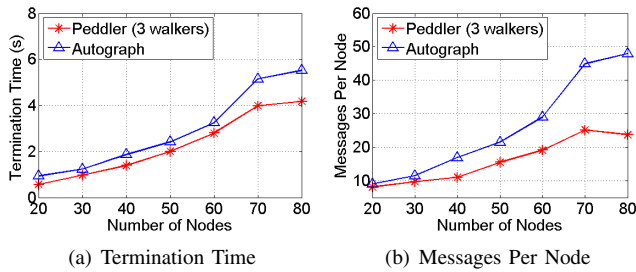 8
6
4
2
0
Termination Time (s)
Peddler (3 walkers)
Autograph
20 30 40 50 60 70 80
Number of Nodes
(a) Termination Time
60
50
40
30
20
10
Messages Per Node
Peddler (3 walkers)
Autograph
20 30 40 50 60 70 80
Number of Nodes
(b) Messages Per Node